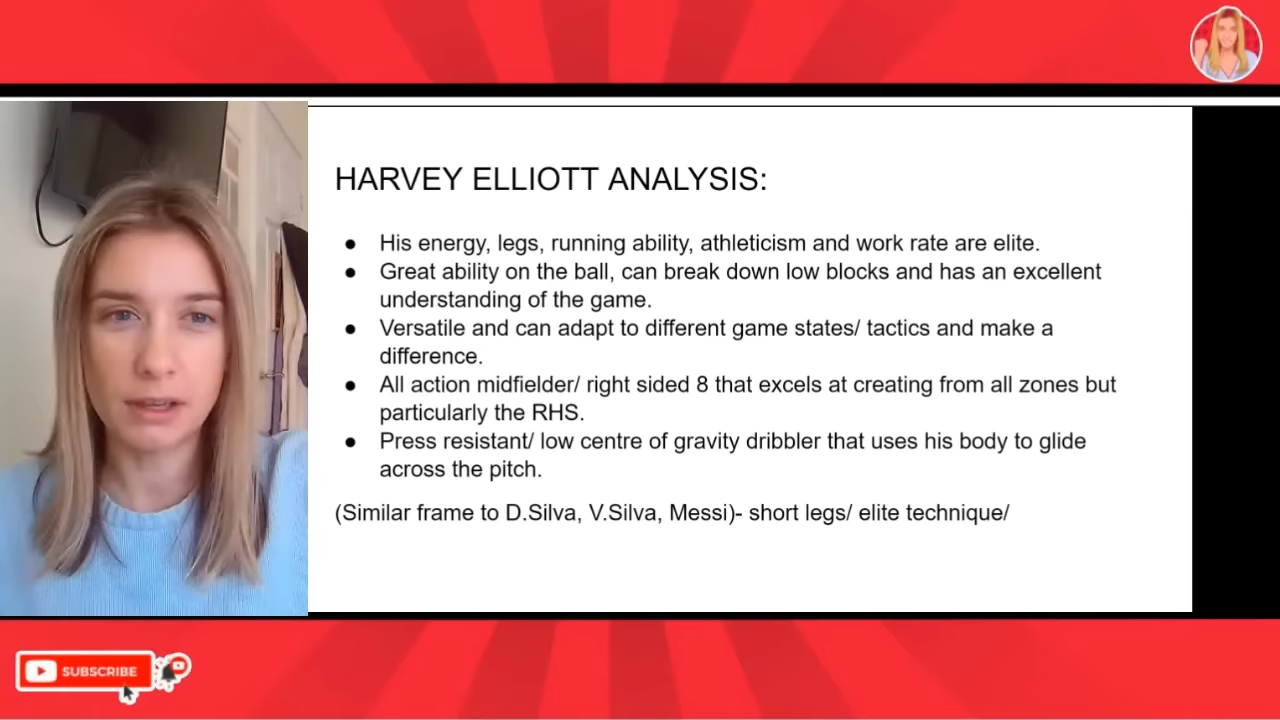 HARVEY ELLIOTT ANALYSIS:
● His energy, legs, running ability, athleticism and work rate are elite.
● Great ability on the ball, can break down low blocks and has an excellent
understanding of the game.
● Versatile and can adapt to different game states/ tactics and make a
difference.
● All action midfielder/ right sided 8 that excels at creating from all zones but
particularly the RHS.
● Press resistant/ low centre of gravity dribbler that uses his body to glide
across the pitch.
(Similar frame to D.Silva, V.Silva, Messi)- short legs/ elite technique/
SUBSCRIBE